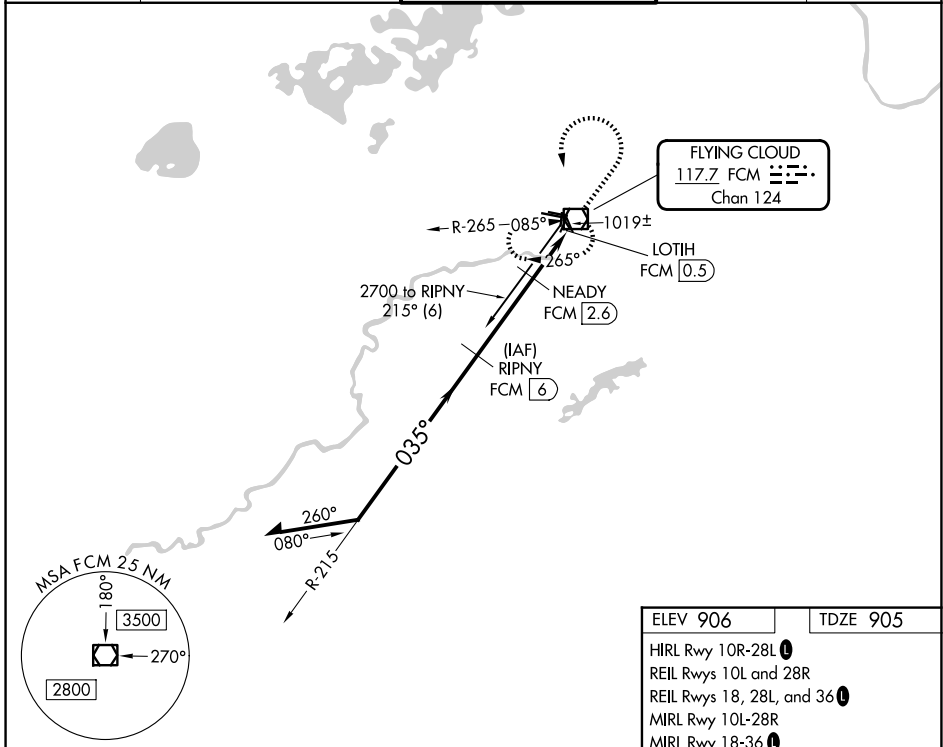 FLYING CLOUD
117.7 FCM
Chan 124
R-265
085°
1019±
LOTIH
FCM 0.5
265°
2700 to RIPNY
215° (6)
NEADY
FCM 2.6
(IAF)
RIPNY
FCM 6
035°
260°
080°
R-215
MSA FCM 25 NM
180°
3500
270°
2800
ELEV 906
TDZE 905
HIRL Rwy 10R-28L L
REIL Rwys 10L and 28R
REIL Rwys 18, 28L, and 36 L
MIRL Rwy 10L-28R
MIRL Rwy 18-36 L